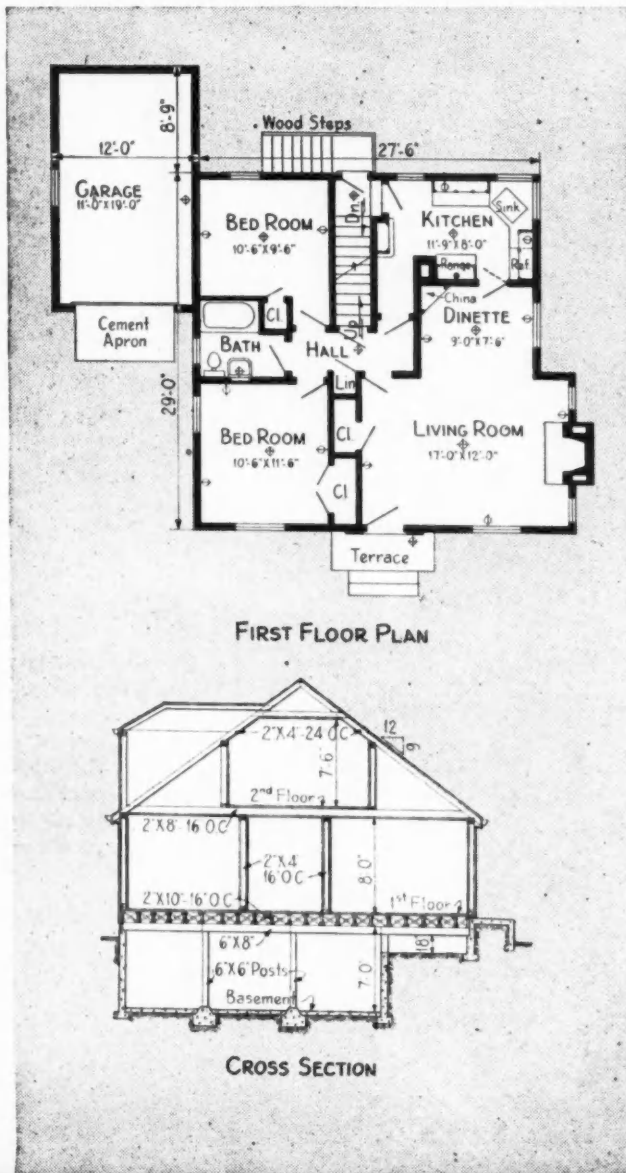 8'-9"
Wood Steps
12'-0"
27'-6"
GARAGE
11'-0"X19'-0"
BED ROOM
10'-6"X9'-6"
Dn
KITCHEN
11'-9"X8'-0"
Sink
Range
Ref.
China
Cement
Apron
Cl
Up
DINETTE
9'-0"X7'-6"
BATH
HALL
29'-0"
Lin
BED ROOM
10'-6"X11'-6"
Cl.
LIVING ROOM
17'-0"X12'-0"
Cl
Terrace
FIRST FLOOR PLAN
12
9
2"X4"-24 O.C
7'-6"
2nd Floor
2"X8"-16 O.C
2"X4"
16" O.C
8'-0"
2"X10"-16" O.C
1st Floor
6"X8"
18"
6"X6" Posts
7'-0"
Basement
CROSS SECTION